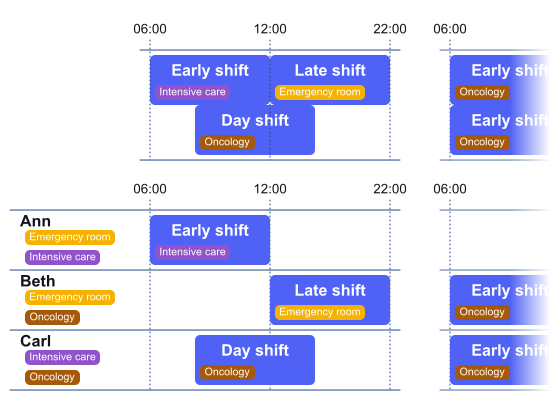 06:00 12:00 22:00 06:00
Early shift Late shift Early shift
Intensive care Emergency room Oncology
Day shift Early shift
Oncology Oncology
06:00 12:00 22:00 06:00
Ann
Emergency room
Intensive care
Early shift
Intensive care
Beth
Emergency room
Oncology
Late shift Early shift
Emergency room Oncology
Carl
Intensive care
Oncology
Day shift Early shift
Oncology Oncology